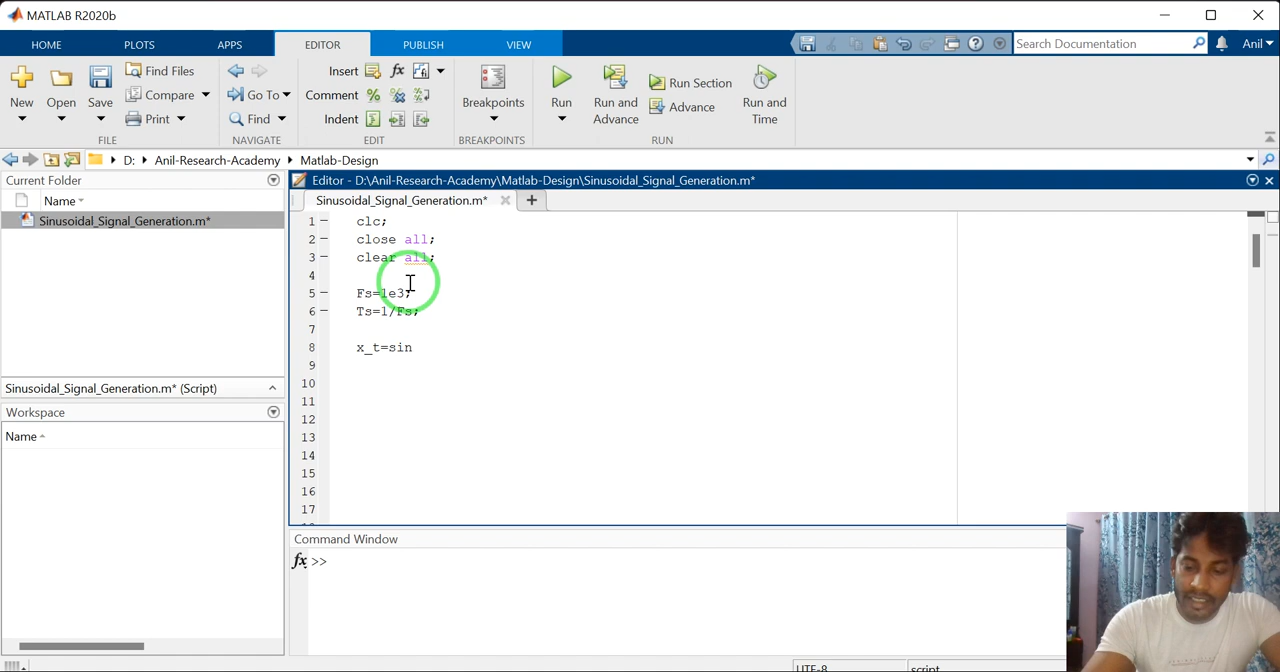 MATLAB R2020b
HOME PLOTS APPS EDITOR PUBLISH VIEW Search Documentation Anil
Find Files Insert fx Run Section
New Open Save Compare Go To Comment Breakpoints Run Run and Advance Advance Run and Time
Print Find Indent
FILE NAVIGATE EDIT BREAKPOINTS RUN
D: Anil-Research-Academy Matlab-Design
Current Folder
Name
Sinusoidal_Signal_Generation.m*
Sinusoidal_Signal_Generation.m* (Script)
Workspace
Name
Editor - D:\Anil-Research-Academy\Matlab-Design\Sinusoidal_Signal_Generation.m*
Sinusoidal_Signal_Generation.m*
1 clc;
2 close all;
3 clear all;
4
5 Fs=1e3;
6 Ts=1/Fs;
7
8 x_t=sin
9
10
11
12
13
14
15
16
17
Command Window
fx >>
UTF-8 script